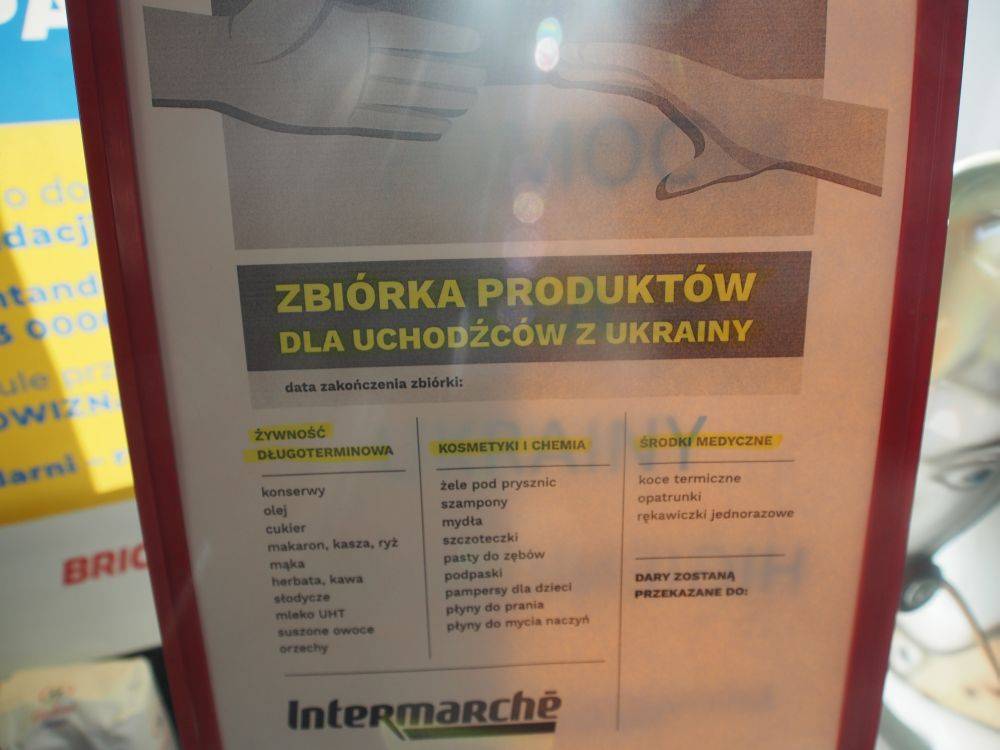 ZBIÓRKA PRODUKTÓW
DLA UCHODŹCÓW Z UKRAINY
data zakończenia zbiórki:
ŻYWNOŚĆ
DŁUGOTERMINOWA
konserwy
olej
cukier
makaron, kasza, ryż
mąka
herbata, kawa
słodycze
mleko UHT
suszone owoce
orzechy
KOSMETYKI I CHEMIA
żele pod prysznic
szampony
mydła
szczoteczki
pasty do zębów
podpaski
pampersy dla dzieci
płyny do prania
płyny do mycia naczyń
ŚRODKI MEDYCZNE
koce termiczne
opatrunki
rękawiczki jednorazowe
DARY ZOSTANĄ
PRZEKAZANE DO:
Intermarchē
BRIC